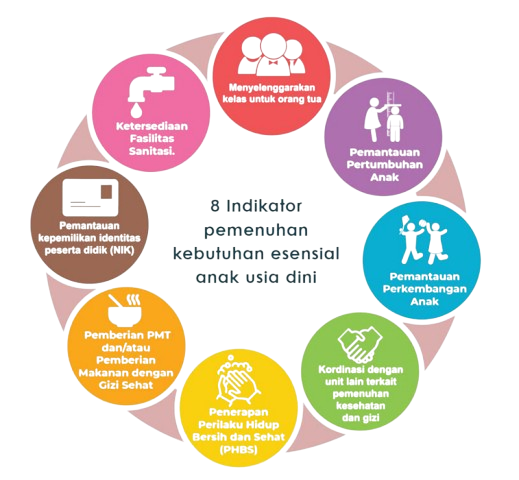 Menyelenggarakan
kelas untuk orang tua
Pemantauan
Pertumbuhan
Anak
Pemantauan
Perkembangan
Anak
Kordinasi dengan
unit lain terkait
pemenuhan
kesehatan
dan gizi
Penerapan
Perilaku Hidup
Bersih dan Sehat
(PHBS)
Pemberian PMT
dan/atau
Pemberian
Makanan dengan
Gizi Sehat
Pemantauan
kepemilikan identitas
peserta didik (NIK)
Ketersediaan
Fasilitas
Sanitasi.
8 Indikator
pemenuhan
kebutuhan esensial
anak usia dini